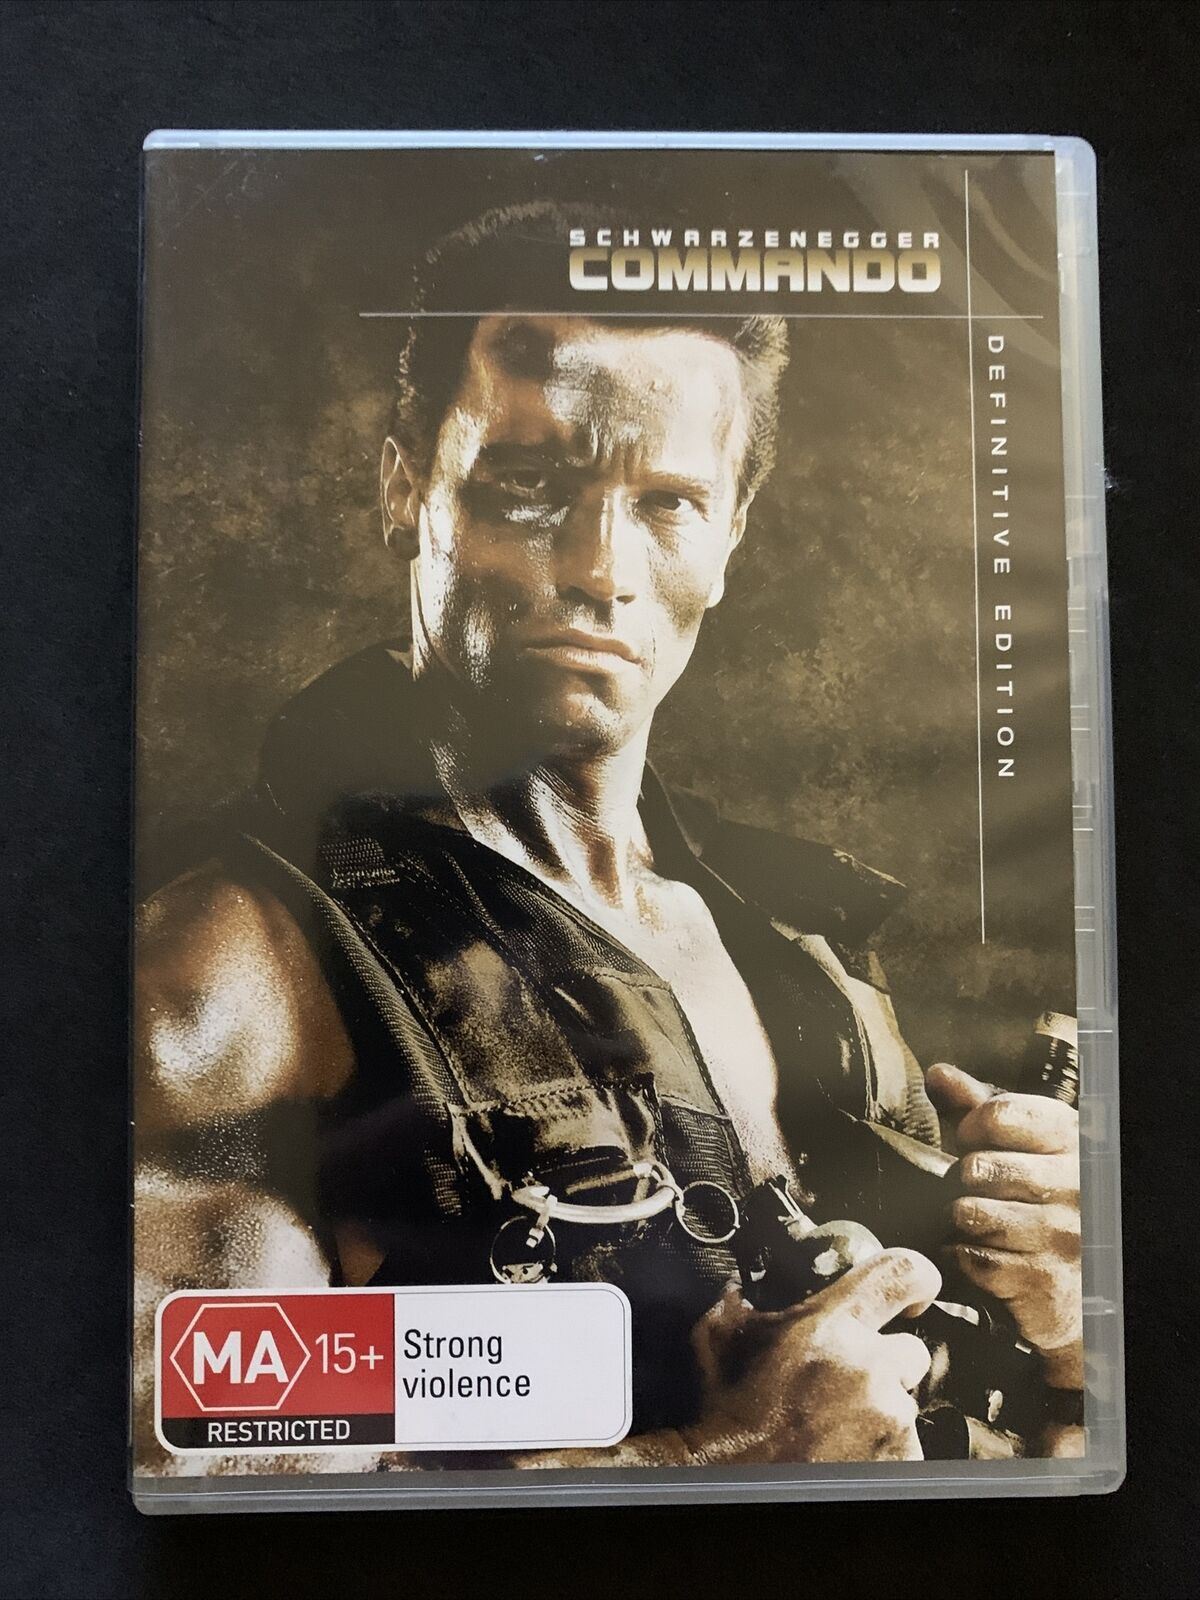 SCHWARZENEGGER
COMMANDO
DEFINITIVE EDITION
MA 15+
RESTRICTED
Strong
violence